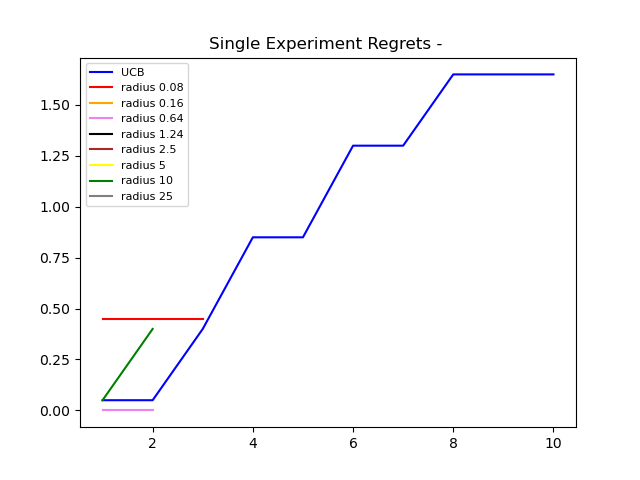 Single Experiment Regrets -
UCB
radius 0.08
radius 0.16
radius 0.64
radius 1.24
radius 2.5
radius 5
radius 10
radius 25
1.50
1.25
1.00
0.75
0.50
0.25
0.00
2 4 6 8 10